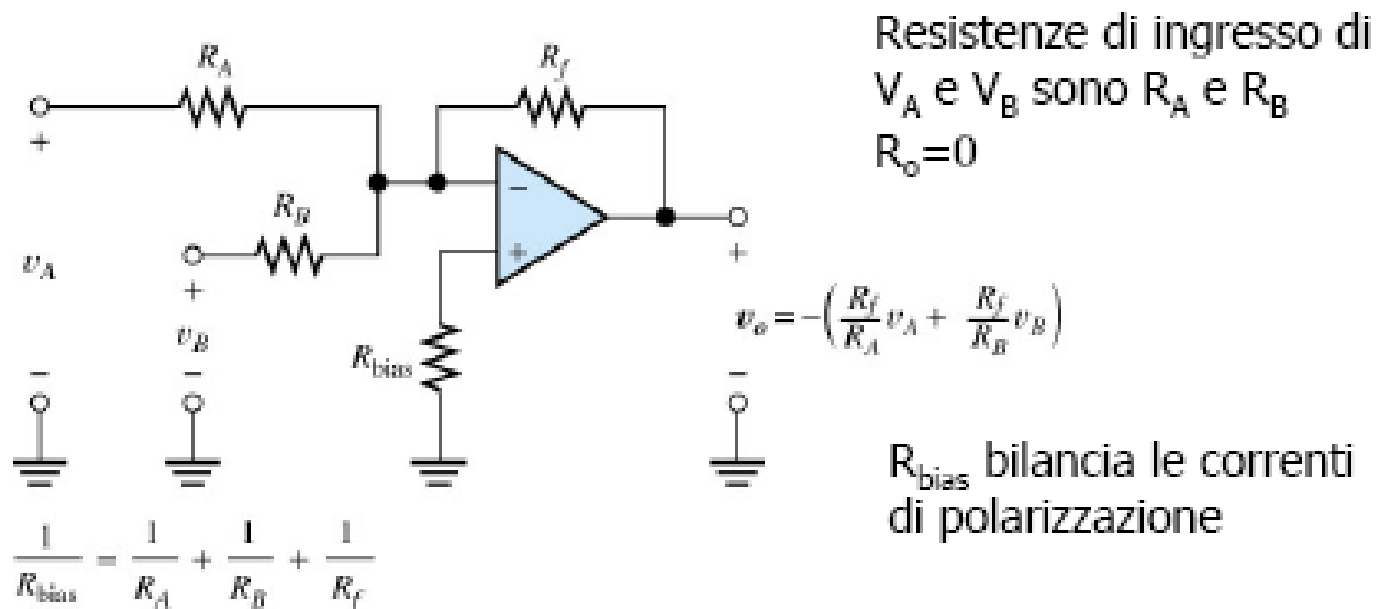 Resistenze di ingresso di
V_A e V_B sono R_A e R_B
R_o=0
R_A
R_f
R_B
−
+
+
+
+
v_A
v_B
R_bias
v_o = −(R_f/R_A v_A + R_f/R_B v_B)
−
−
−
R_bias bilancia le correnti
di polarizzazione
1/R_bias = 1/R_A + 1/R_B + 1/R_f